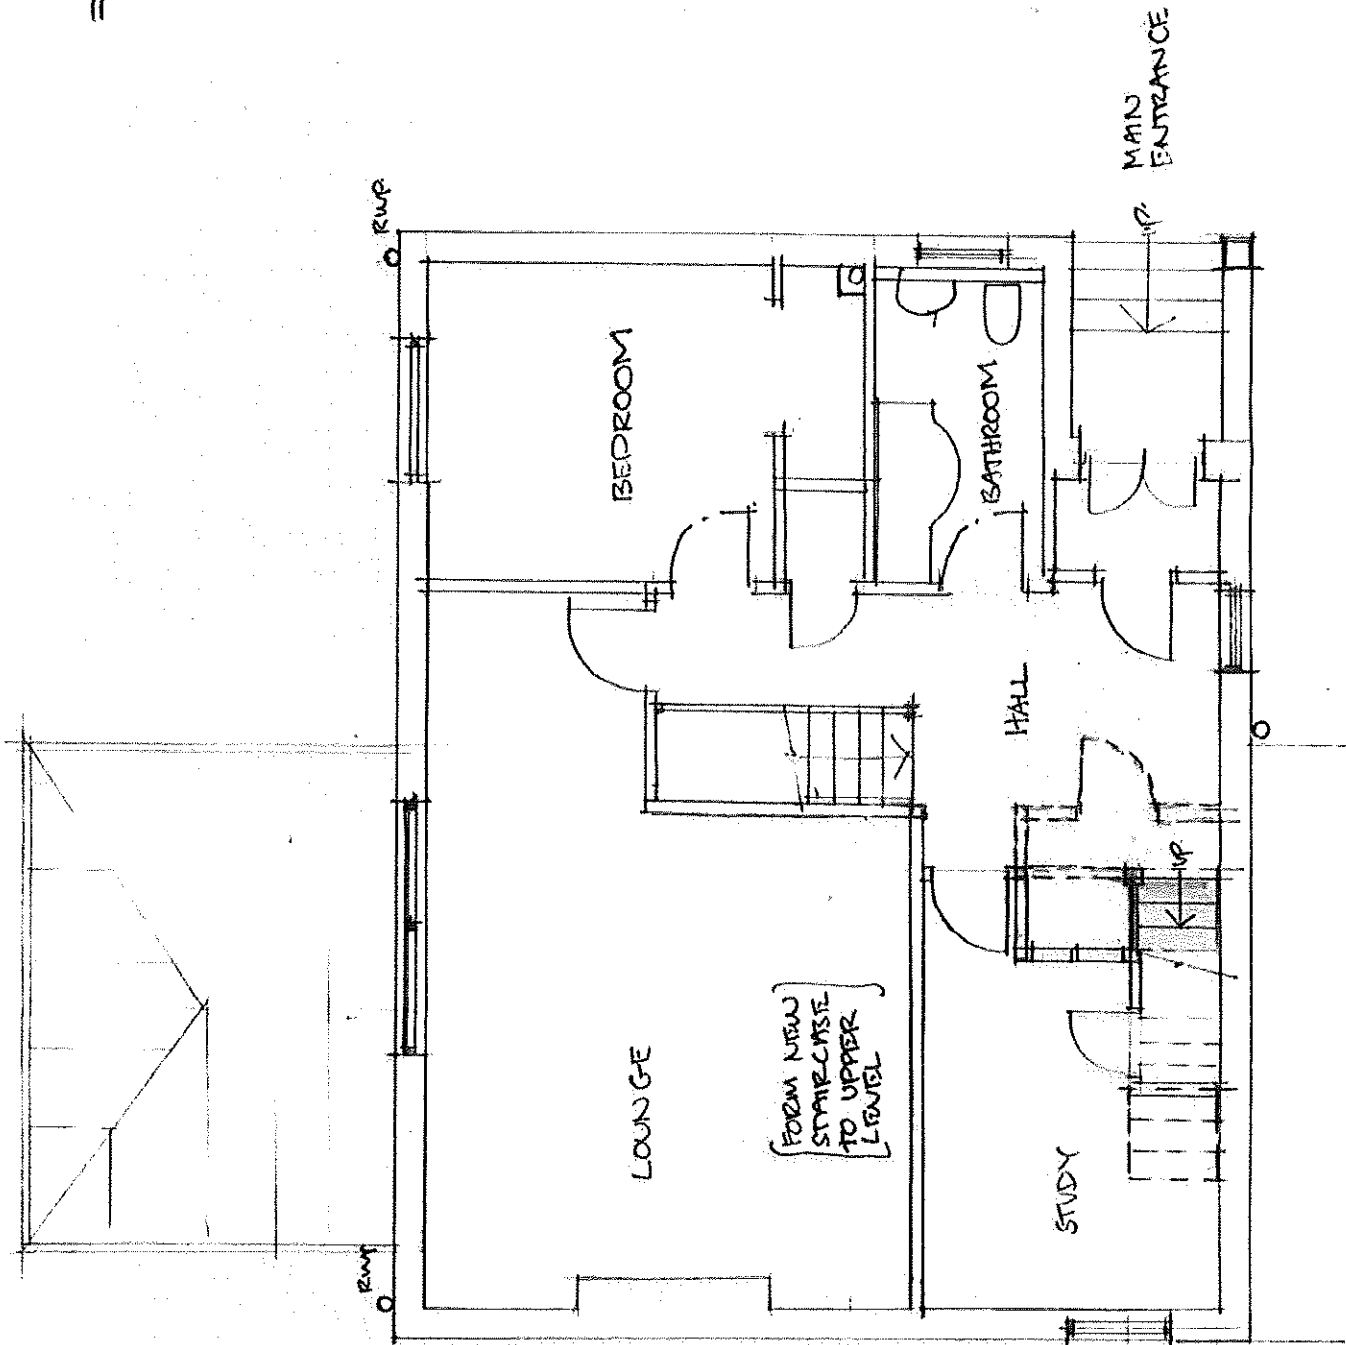 MAIN
ENTRANCE
RWP.
UP.
BEDROOM
BATHROOM
HALL
UP.
LOUNGE
FORM NEW
STAIRCASE
TO UPPER
LEVEL
STUDY
RWP